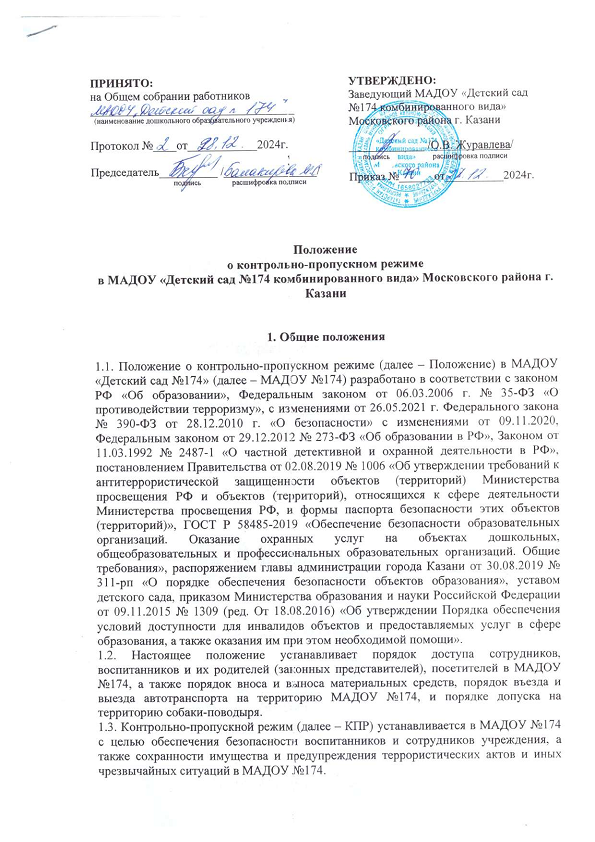 ПРИНЯТО:
на Общем собрании работников
МАДОУ „Детский сад № 174"
(наименование дошкольного образовательного учреждения)
Протокол № 2 от 28.12. 2024г.
Председатель /
подпись расшифровка подписи
УТВЕРЖДЕНО:
Заведующий МАДОУ «Детский сад
№174 комбинированного вида»
Московского района г. Казани
/О.В. Журавлева/
подпись расшифровка подписи
Приказ № от 12. 2024г.
«Детский сад №174
комбинированного
вида»
Московского района
г. Казани
Положение
о контрольно-пропускном режиме
в МАДОУ «Детский сад №174 комбинированного вида» Московского района г.
Казани
1. Общие положения
1.1. Положение о контрольно-пропускном режиме (далее – Положение) в МАДОУ
«Детский сад №174» (далее – МАДОУ №174) разработано в соответствии с законом
РФ «Об образовании», Федеральным законом от 06.03.2006 г. № 35-ФЗ «О
противодействии терроризму», с изменениями от 26.05.2021 г. Федерального закона
№ 390-ФЗ от 28.12.2010 г. «О безопасности» с изменениями от 09.11.2020,
Федеральным законом от 29.12.2012 № 273-ФЗ «Об образовании в РФ», Законом от
11.03.1992 № 2487-1 «О частной детективной и охранной деятельности в РФ»,
постановлением Правительства от 02.08.2019 № 1006 «Об утверждении требований к
антитеррористической защищенности объектов (территорий) Министерства
просвещения РФ и объектов (территорий), относящихся к сфере деятельности
Министерства просвещения РФ, и формы паспорта безопасности этих объектов
(территорий)», ГОСТ Р 58485-2019 «Обеспечение безопасности образовательных
организаций. Оказание охранных услуг на объектах дошкольных,
общеобразовательных и профессиональных образовательных организаций. Общие
требования», распоряжением главы администрации города Казани от 30.08.2019 №
311-рп «О порядке обеспечения безопасности объектов образования», уставом
детского сада, приказом Министерства образования и науки Российской Федерации
от 09.11.2015 № 1309 (ред. От 18.08.2016) «Об утверждении Порядка обеспечения
условий доступности для инвалидов объектов и предоставляемых услуг в сфере
образования, а также оказания им при этом необходимой помощи».
1.2. Настоящее положение устанавливает порядок доступа сотрудников,
воспитанников и их родителей (законных представителей), посетителей в МАДОУ
№174, а также порядок вноса и выноса материальных средств, порядок въезда и
выезда автотранспорта на территорию МАДОУ №174, и порядке допуска на
территорию собаки-поводыря.
1.3. Контрольно-пропускной режим (далее – КПР) устанавливается в МАДОУ №174
с целью обеспечения безопасности воспитанников и сотрудников учреждения, а
также сохранности имущества и предупреждения террористических актов и иных
чрезвычайных ситуаций в МАДОУ №174.